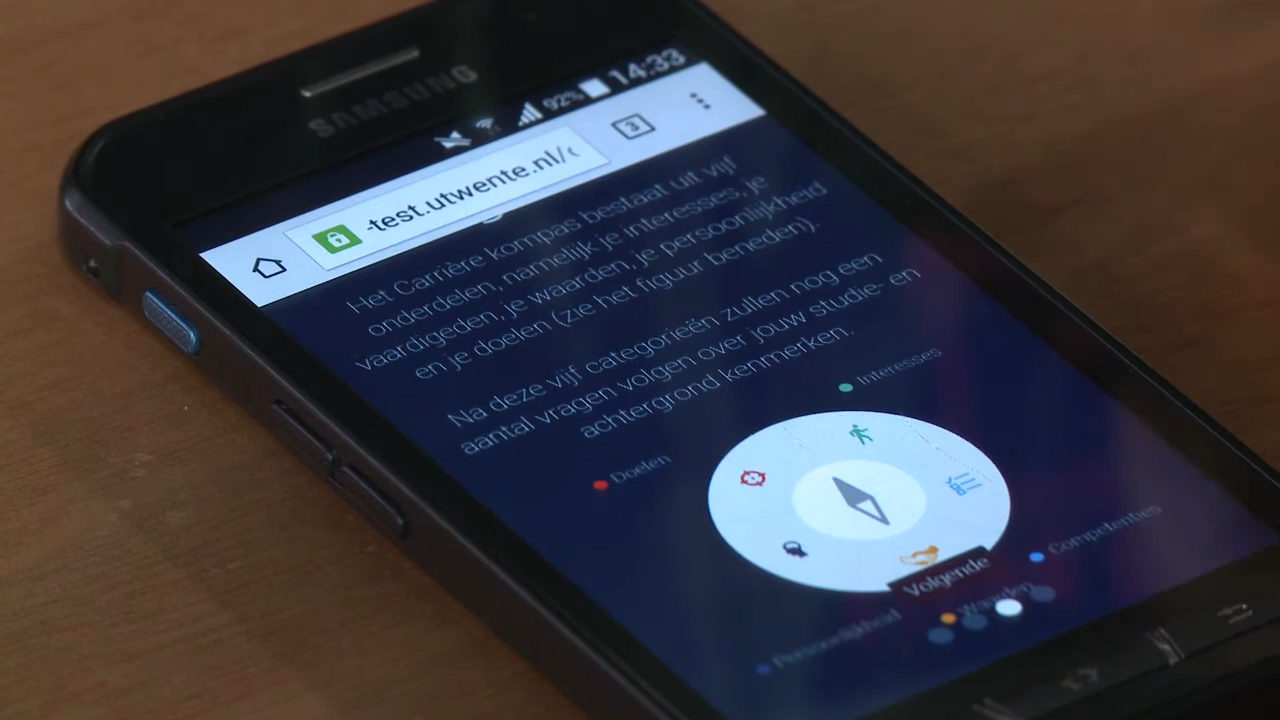 SAMSUNG
92% 14:33
-test.utwente.nl/c
3
Het Carrière kompas bestaat uit vijf
onderdelen, namelijk je interesses, je
vaardigeden, je waarden, je persoonlijkheid
en je doelen (zie het figuur beneden).
Na deze vijf categorieën zullen nog een
aantal vragen volgen over jouw studie- en
achtergrond kenmerken.
Interesses
Doelen
Competenties
Volgende
Waarden
Persoonlijkheid